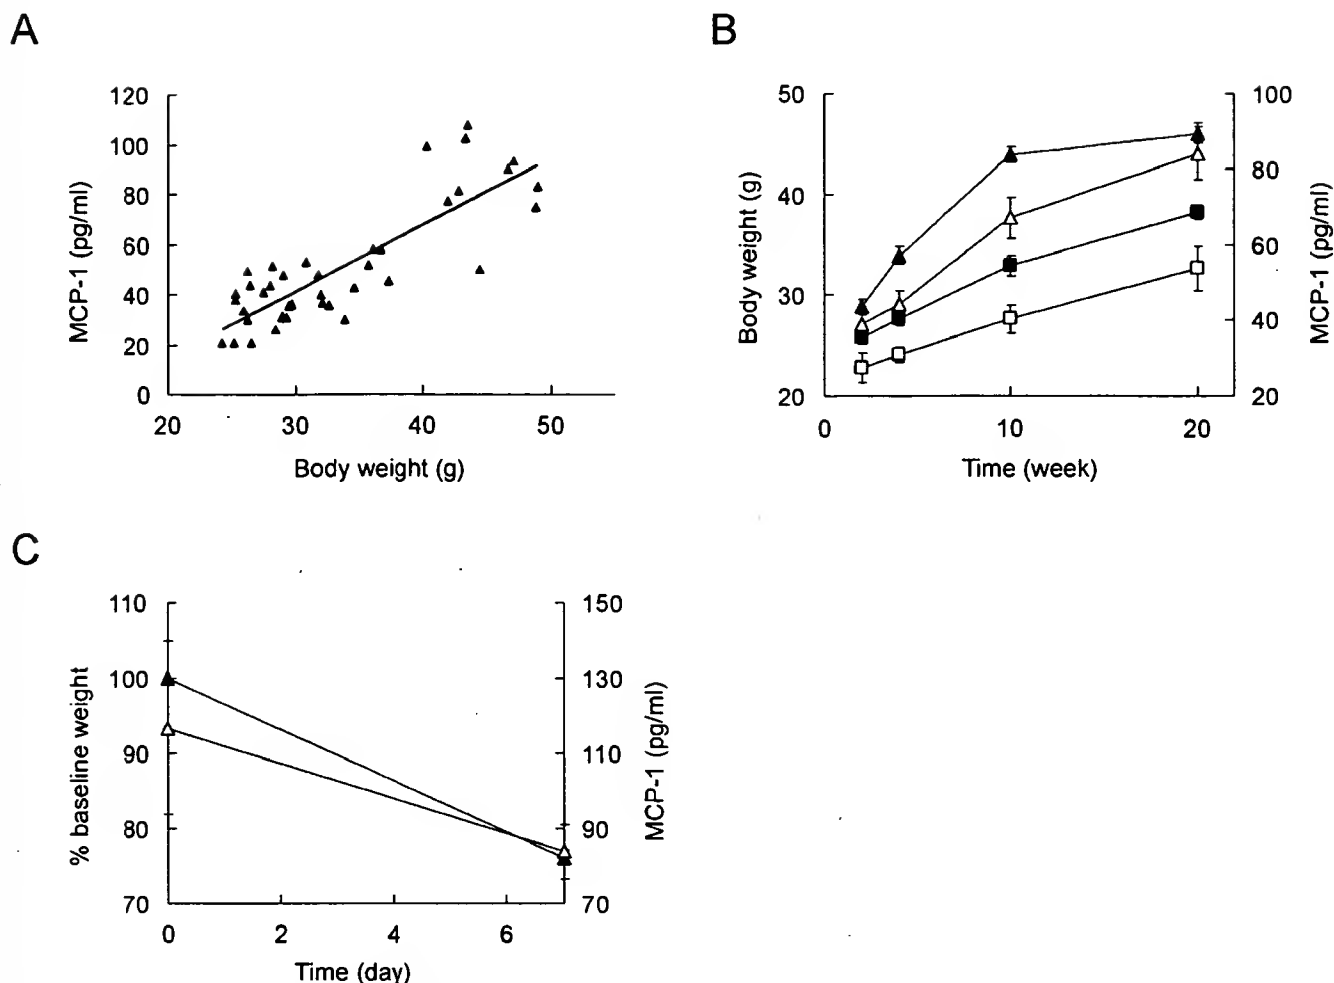 A
120
100
80
60
40
20
0
MCP-1 (pg/ml)
20 30 40 50
Body weight (g)
B
50
40
30
20
Body weight (g)
100
80
60
40
20
MCP-1 (pg/ml)
0 10 20
Time (week)
C
110
100
90
80
70
% baseline weight
150
130
110
90
70
MCP-1 (pg/ml)
0 2 4 6
Time (day)